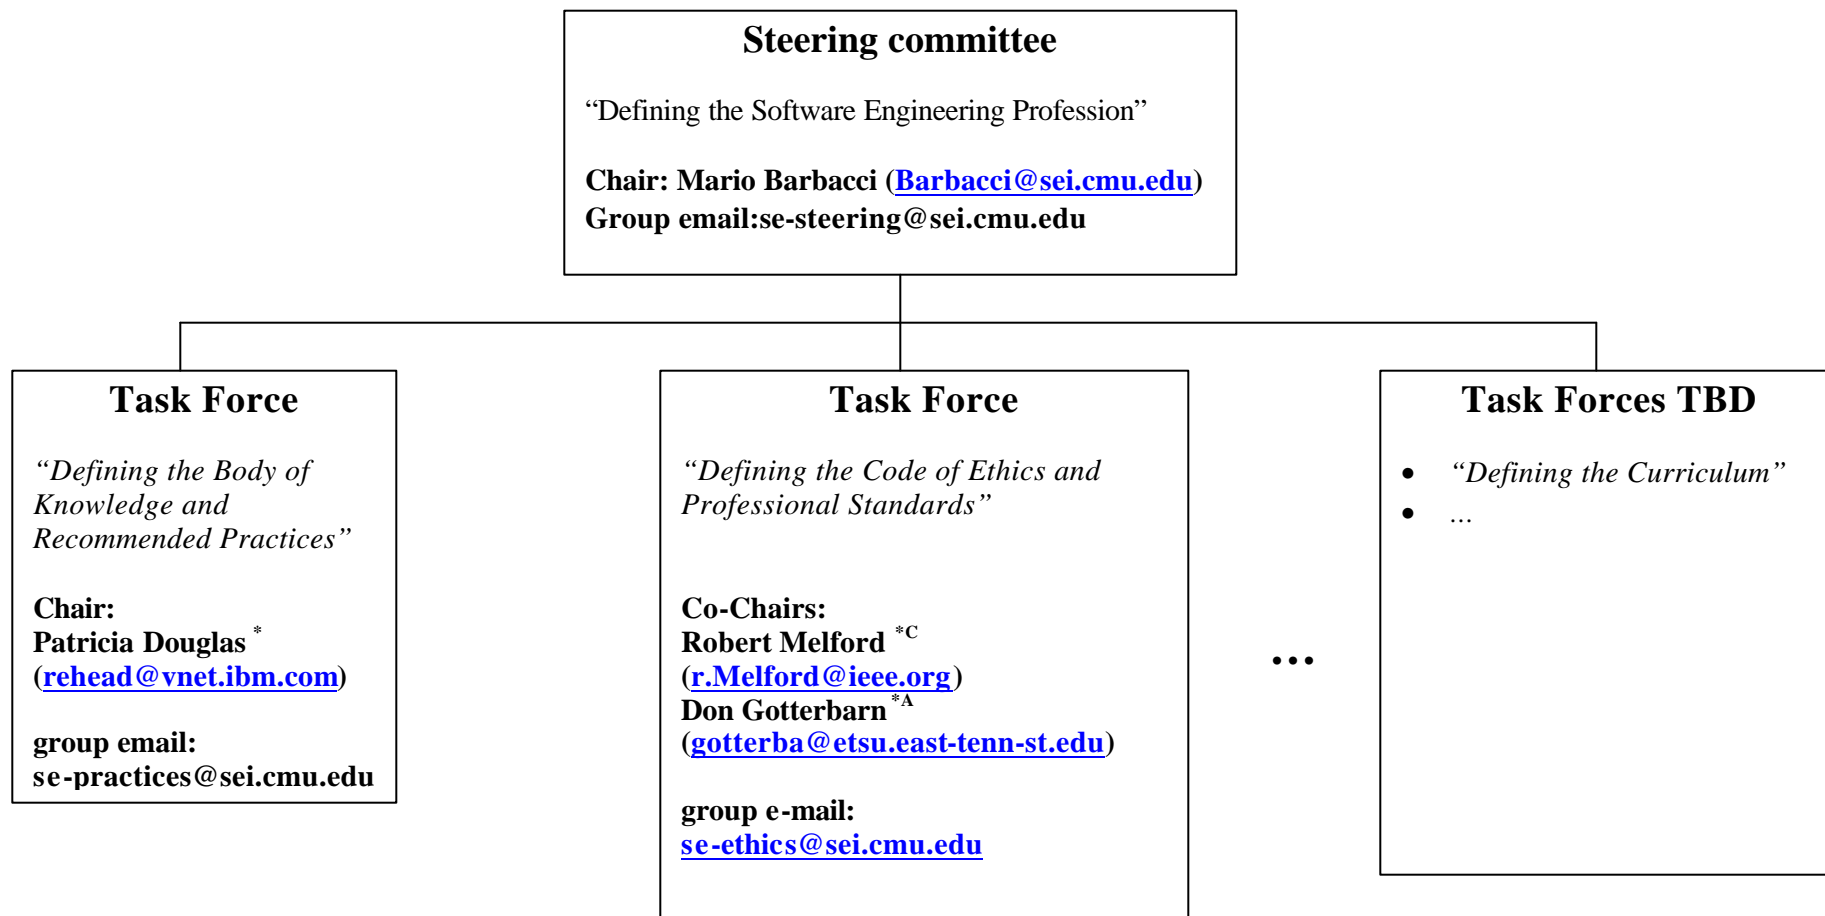 Steering committee
“Defining the Software Engineering Profession”
Chair: Mario Barbacci (Barbacci@sei.cmu.edu)
Group email:se-steering@sei.cmu.edu
Task Force
“Defining the Body of
Knowledge and
Recommended Practices”
Chair:
Patricia Douglas *
(rehead@vnet.ibm.com)
group email:
se-practices@sei.cmu.edu
Task Force
“Defining the Code of Ethics and
Professional Standards”
Co-Chairs:
Robert Melford *C
(r.Melford@ieee.org)
Don Gotterbarn *A
(gotterba@etsu.east-tenn-st.edu)
group e-mail:
se-ethics@sei.cmu.edu
...
Task Forces TBD
• “Defining the Curriculum”
• ...